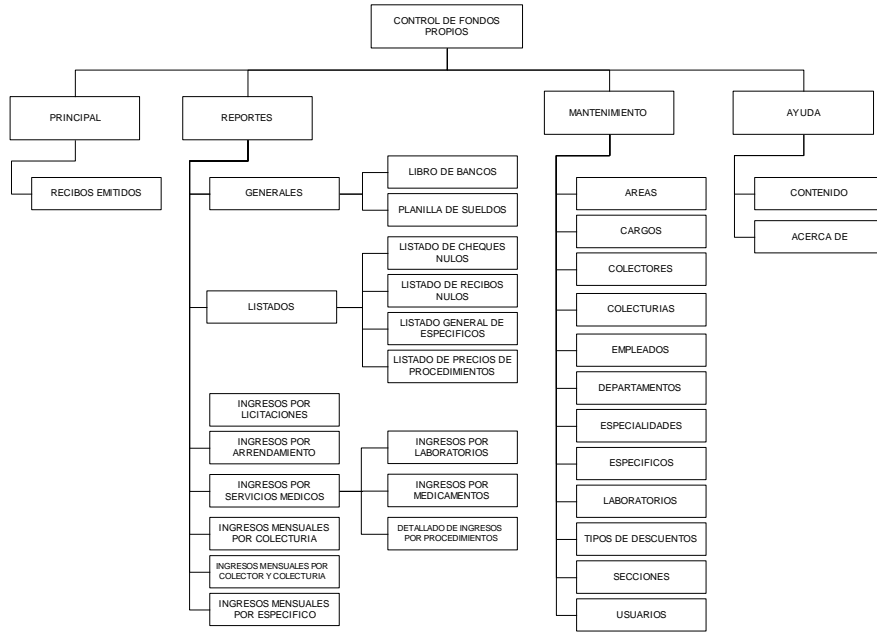 CONTROL DE FONDOS
PROPIOS
PRINCIPAL
REPORTES
MANTENIMIENTO
AYUDA
RECIBOS EMITIDOS
GENERALES
LIBRO DE BANCOS
PLANILLA DE SUELDOS
LISTADOS
LISTADO DE CHEQUES
NULOS
LISTADO DE RECIBOS
NULOS
LISTADO GENERAL DE
ESPECIFICOS
LISTADO DE PRECIOS DE
PROCEDIMIENTOS
INGRESOS POR
LICITACIONES
INGRESOS POR
ARRENDAMIENTO
INGRESOS POR
SERVICIOS MEDICOS
INGRESOS POR
LABORATORIOS
INGRESOS POR
MEDICAMENTOS
DETALLADO DE INGRESOS
POR PROCEDIMIENTOS
INGRESOS MENSUALES
POR COLECTURIA
INGRESOS MENSUALES
POR COLECTOR Y COLECTURIA
INGRESOS MENSUALES
POR ESPECIFICO
AREAS
CARGOS
COLECTORES
COLECTURIAS
EMPLEADOS
DEPARTAMENTOS
ESPECIALIDADES
ESPECIFICOS
LABORATORIOS
TIPOS DE DESCUENTOS
SECCIONES
USUARIOS
CONTENIDO
ACERCA DE